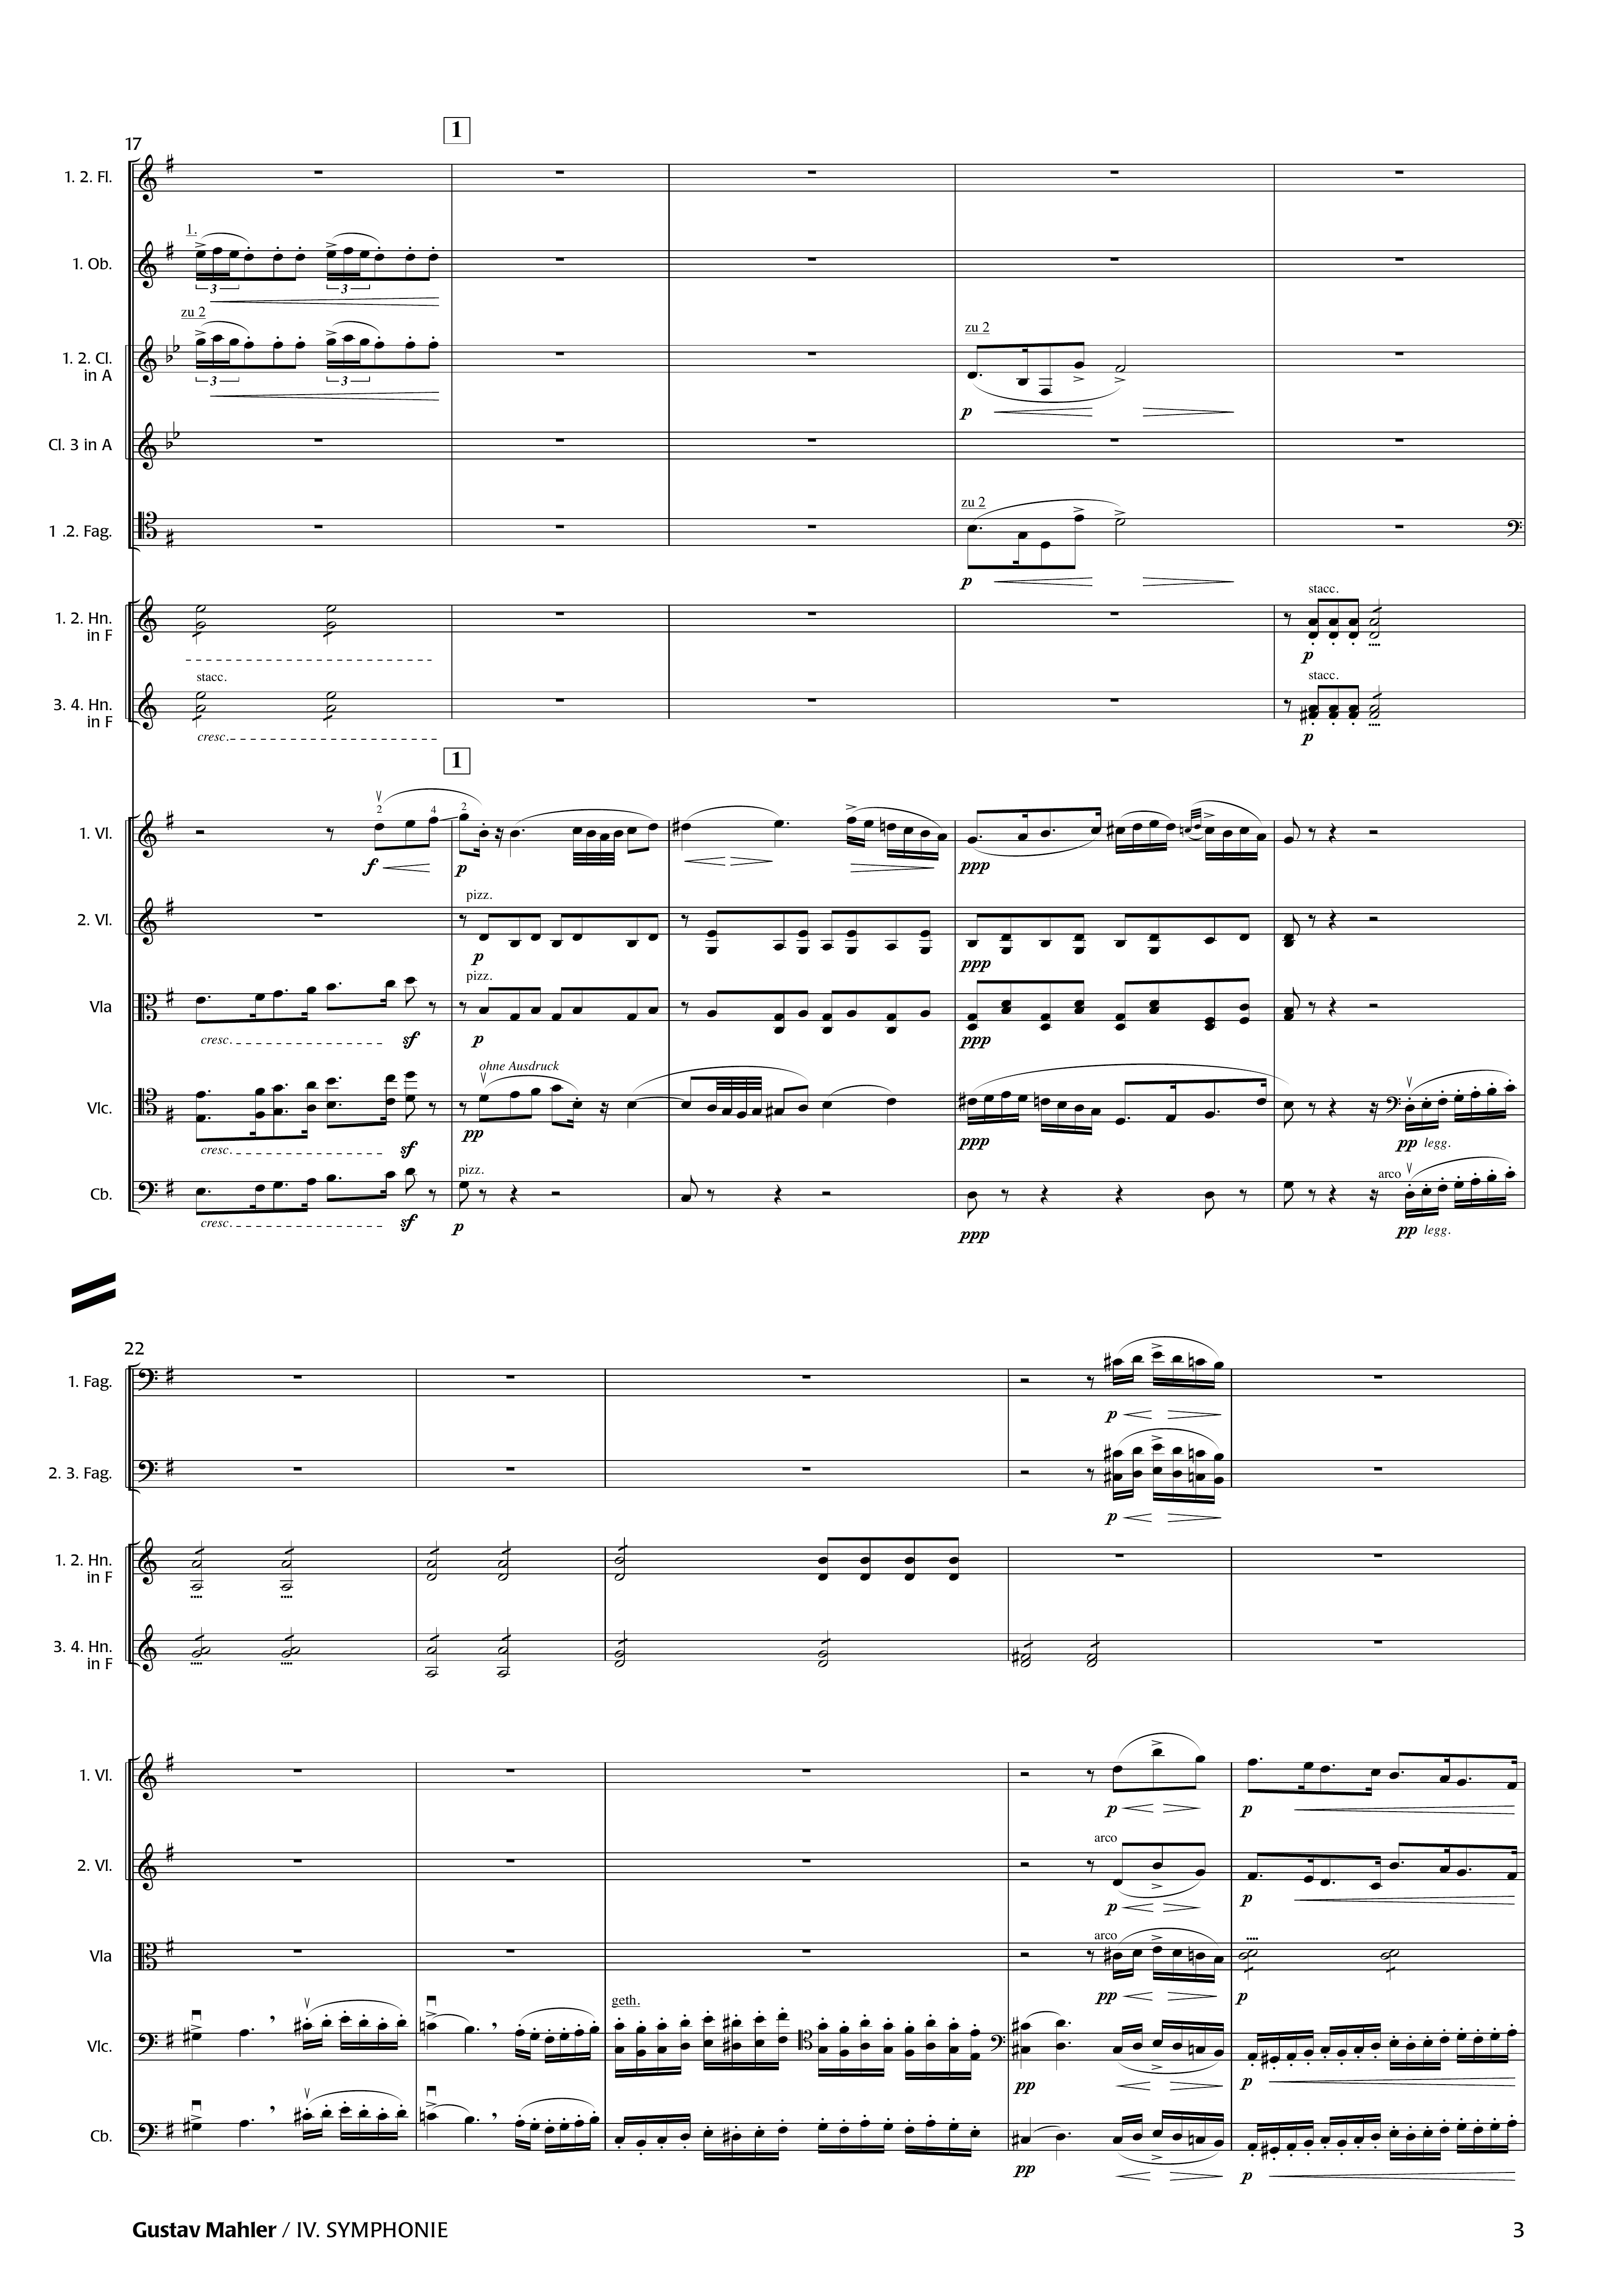 1
17
1. 2. Fl.
1.
1. Ob.
3 3
zu 2
1. 2. Cl.
in A
zu 2
3 3
p
Cl. 3 in A
1 .2. Fag.
zu 2
p
1. 2. Hn.
in F
stacc.
p
stacc.
3. 4. Hn.
in F
stacc.
cresc.
p
1
2 4 2
1. Vl.
f p ppp
pizz.
2. Vl.
p ppp
pizz.
Vla
cresc. sf p ppp
ohne Ausdruck
Vlc.
cresc. sf pp ppp pp legg.
pizz. arco
Cb.
cresc. sf p ppp pp legg.
22
1. Fag.
p
2. 3. Fag.
p
1. 2. Hn.
in F
3. 4. Hn.
in F
1. Vl.
p p
arco
2. Vl.
p p
arco
Vla
pp p
geth.
Vlc.
pp p
Cb.
pp p
Gustav Mahler / IV. SYMPHONIE 3